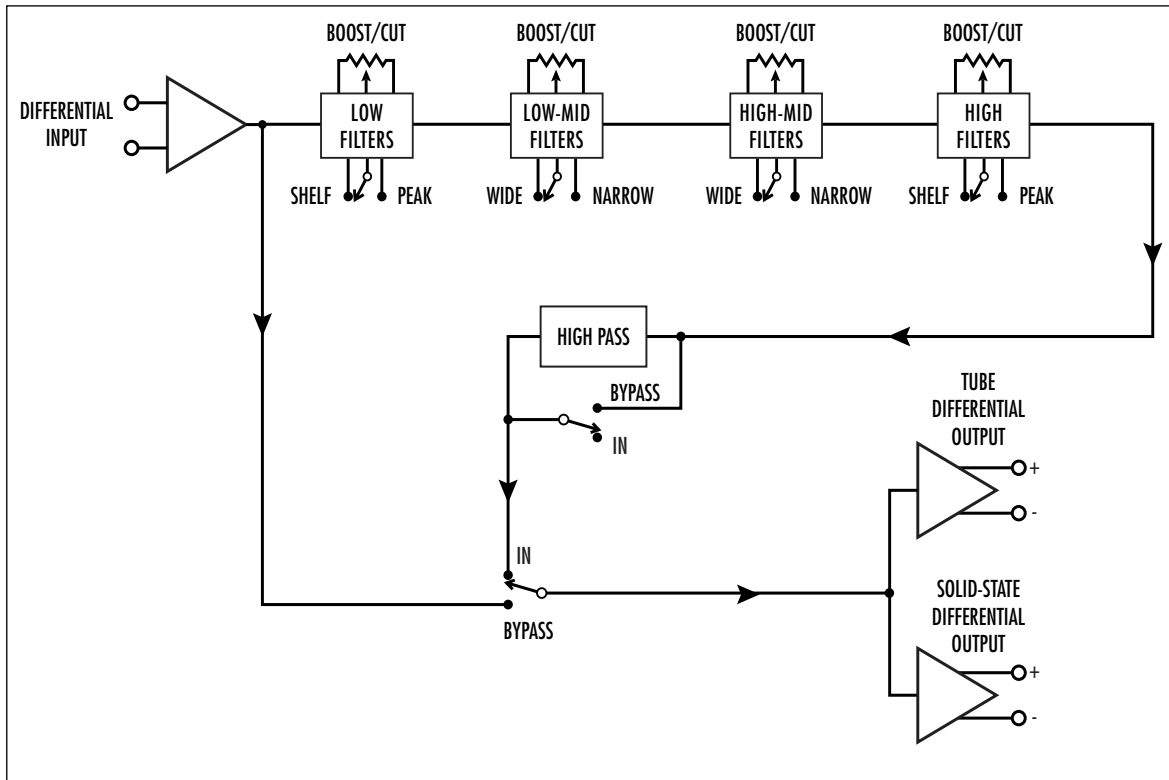 BOOST/CUT
BOOST/CUT
BOOST/CUT
BOOST/CUT
DIFFERENTIAL
INPUT
LOW
FILTERS
LOW-MID
FILTERS
HIGH-MID
FILTERS
HIGH
FILTERS
SHELF
PEAK
WIDE
NARROW
WIDE
NARROW
SHELF
PEAK
HIGH PASS
BYPASS
IN
TUBE
DIFFERENTIAL
OUTPUT
+
-
IN
BYPASS
SOLID-STATE
DIFFERENTIAL
OUTPUT
+
-